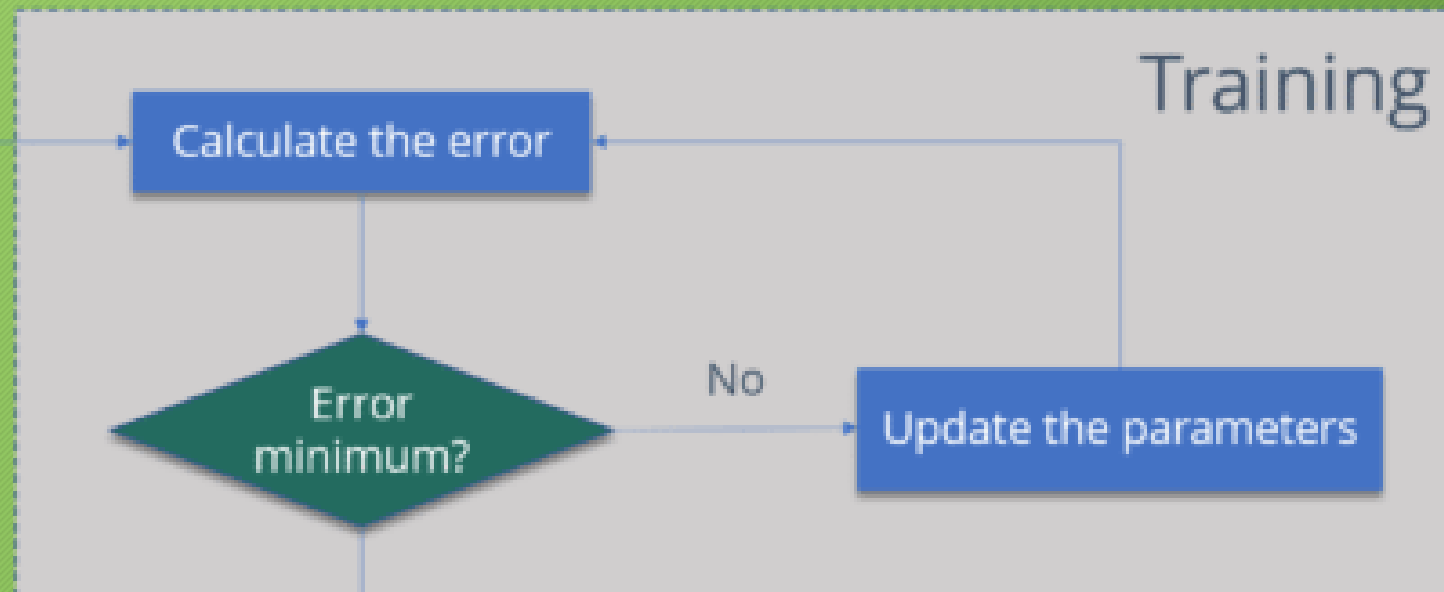 Training
Calculate the error
Error
minimum?
No
Update the parameters